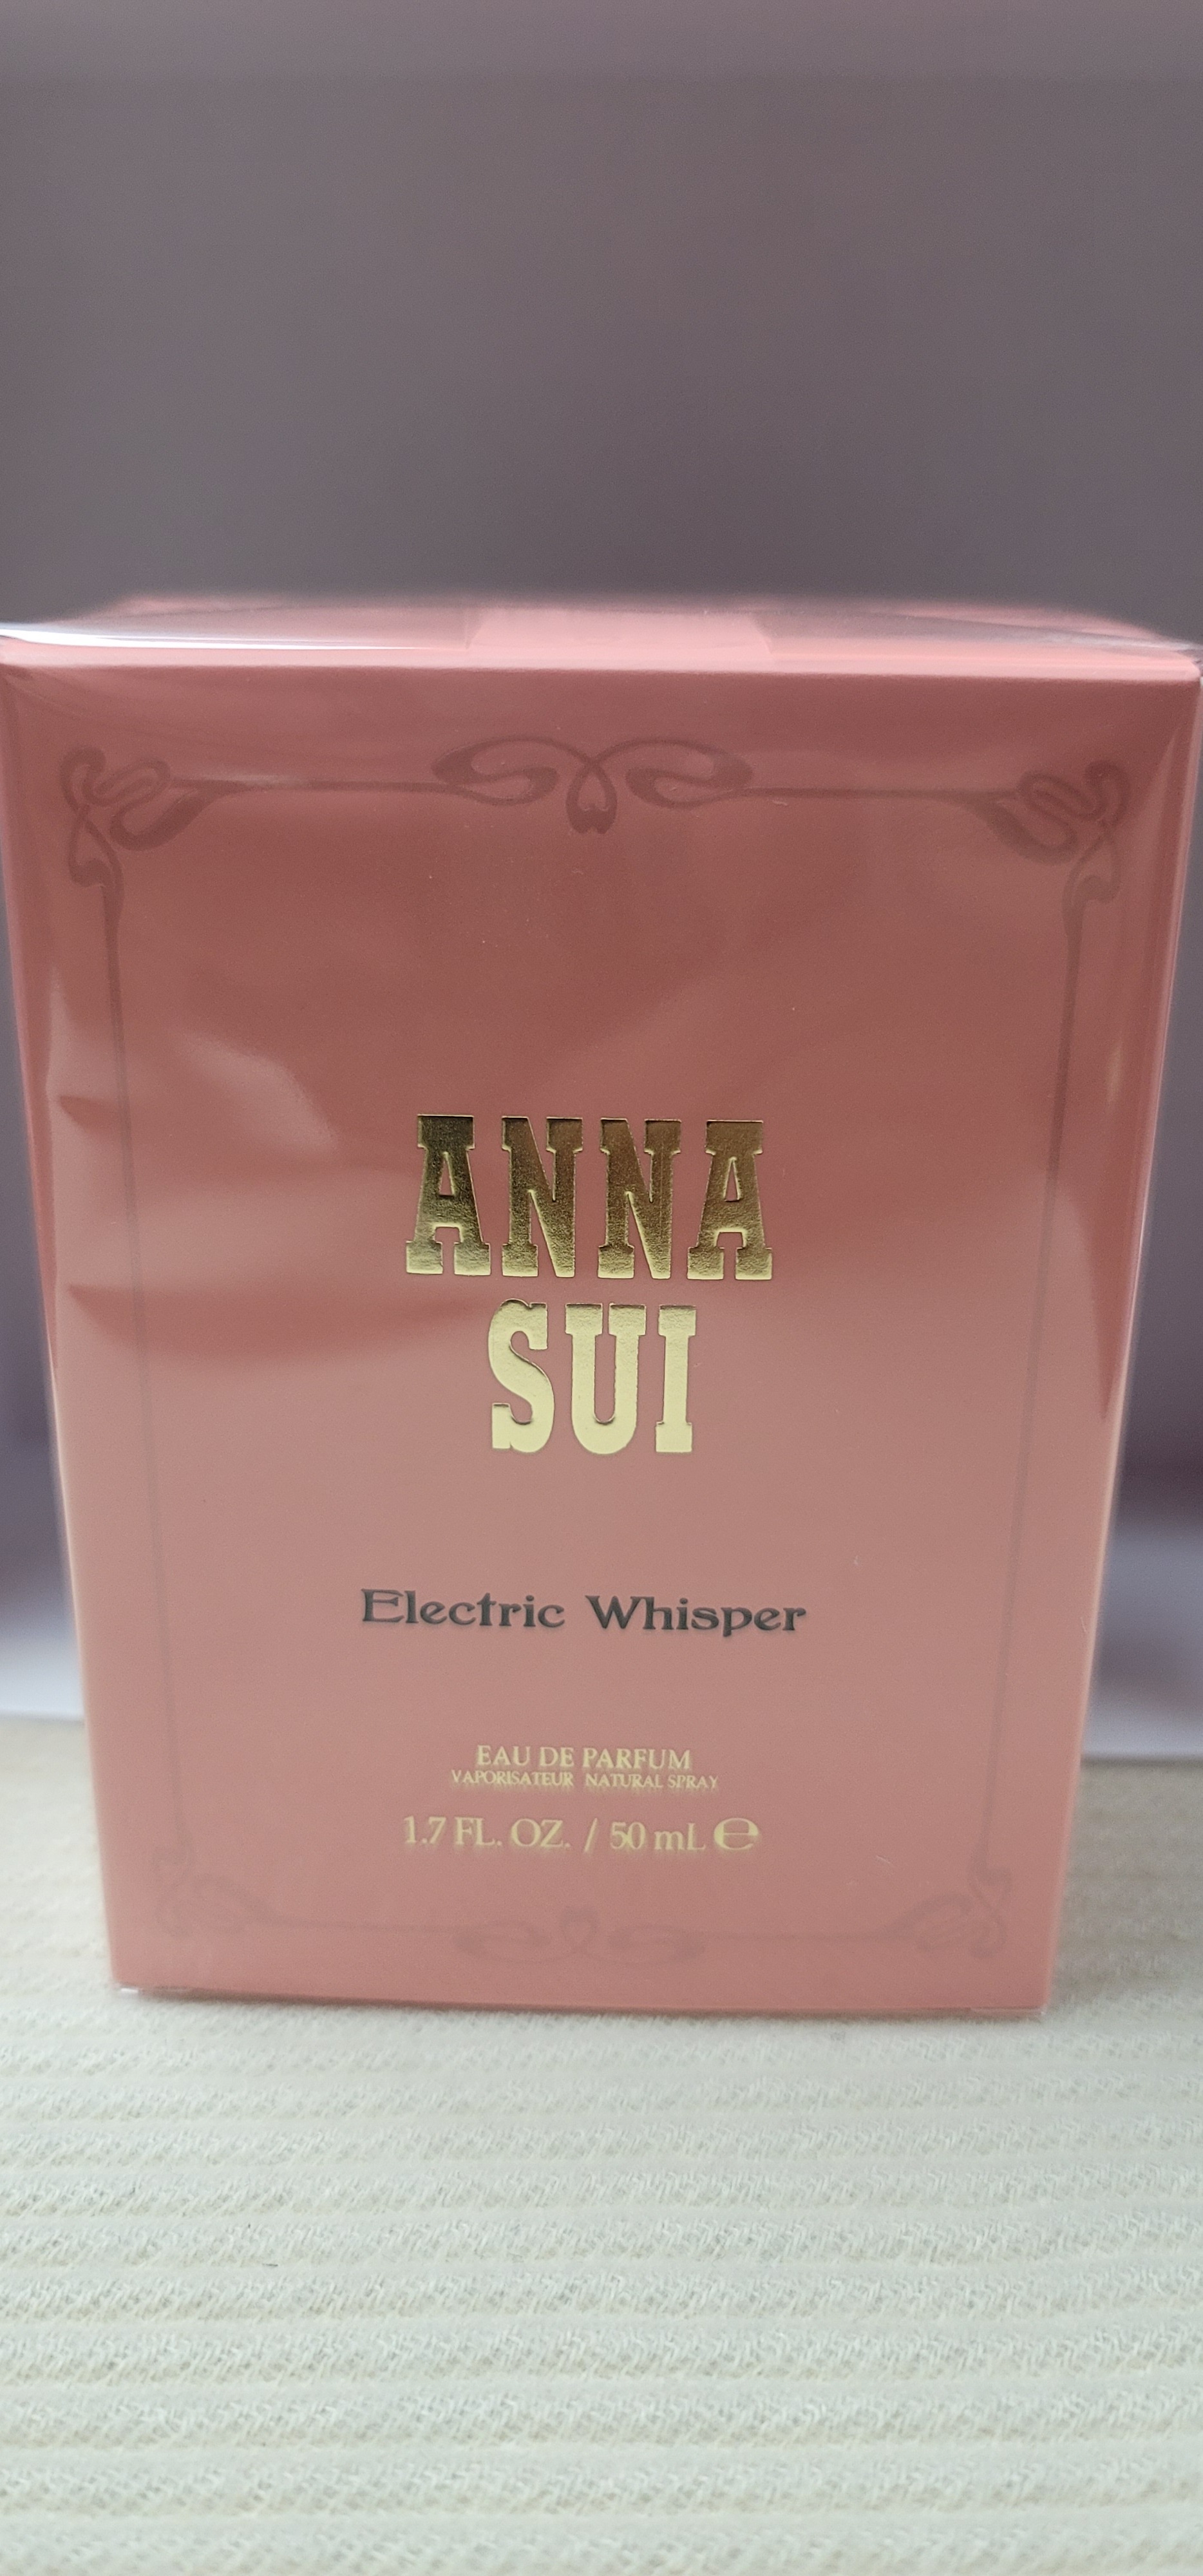 ANNA
SUI
Electric Whisper
EAU DE PARFUM
VAPORISATEUR NATURAL SPRAY
1.7 FL. OZ. / 50 mL ℮